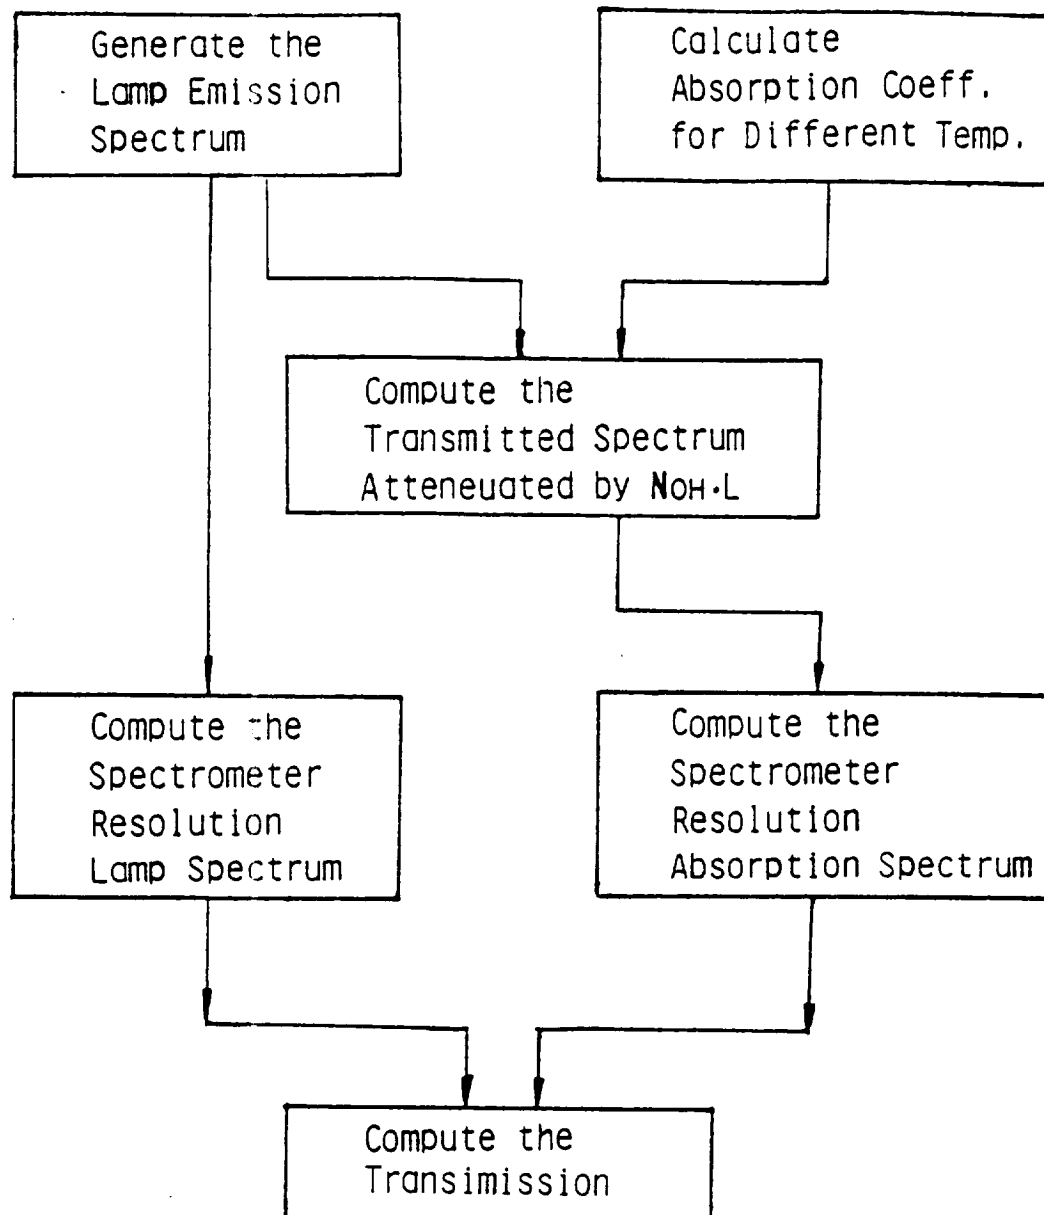 Generate the
Lamp Emission
Spectrum
Calculate
Absorption Coeff.
for Different Temp.
Compute the
Transmitted Spectrum
Atteneuated by NOH·L
Compute the
Spectrometer
Resolution
Lamp Spectrum
Compute the
Spectrometer
Resolution
Absorption Spectrum
Compute the
Transimission